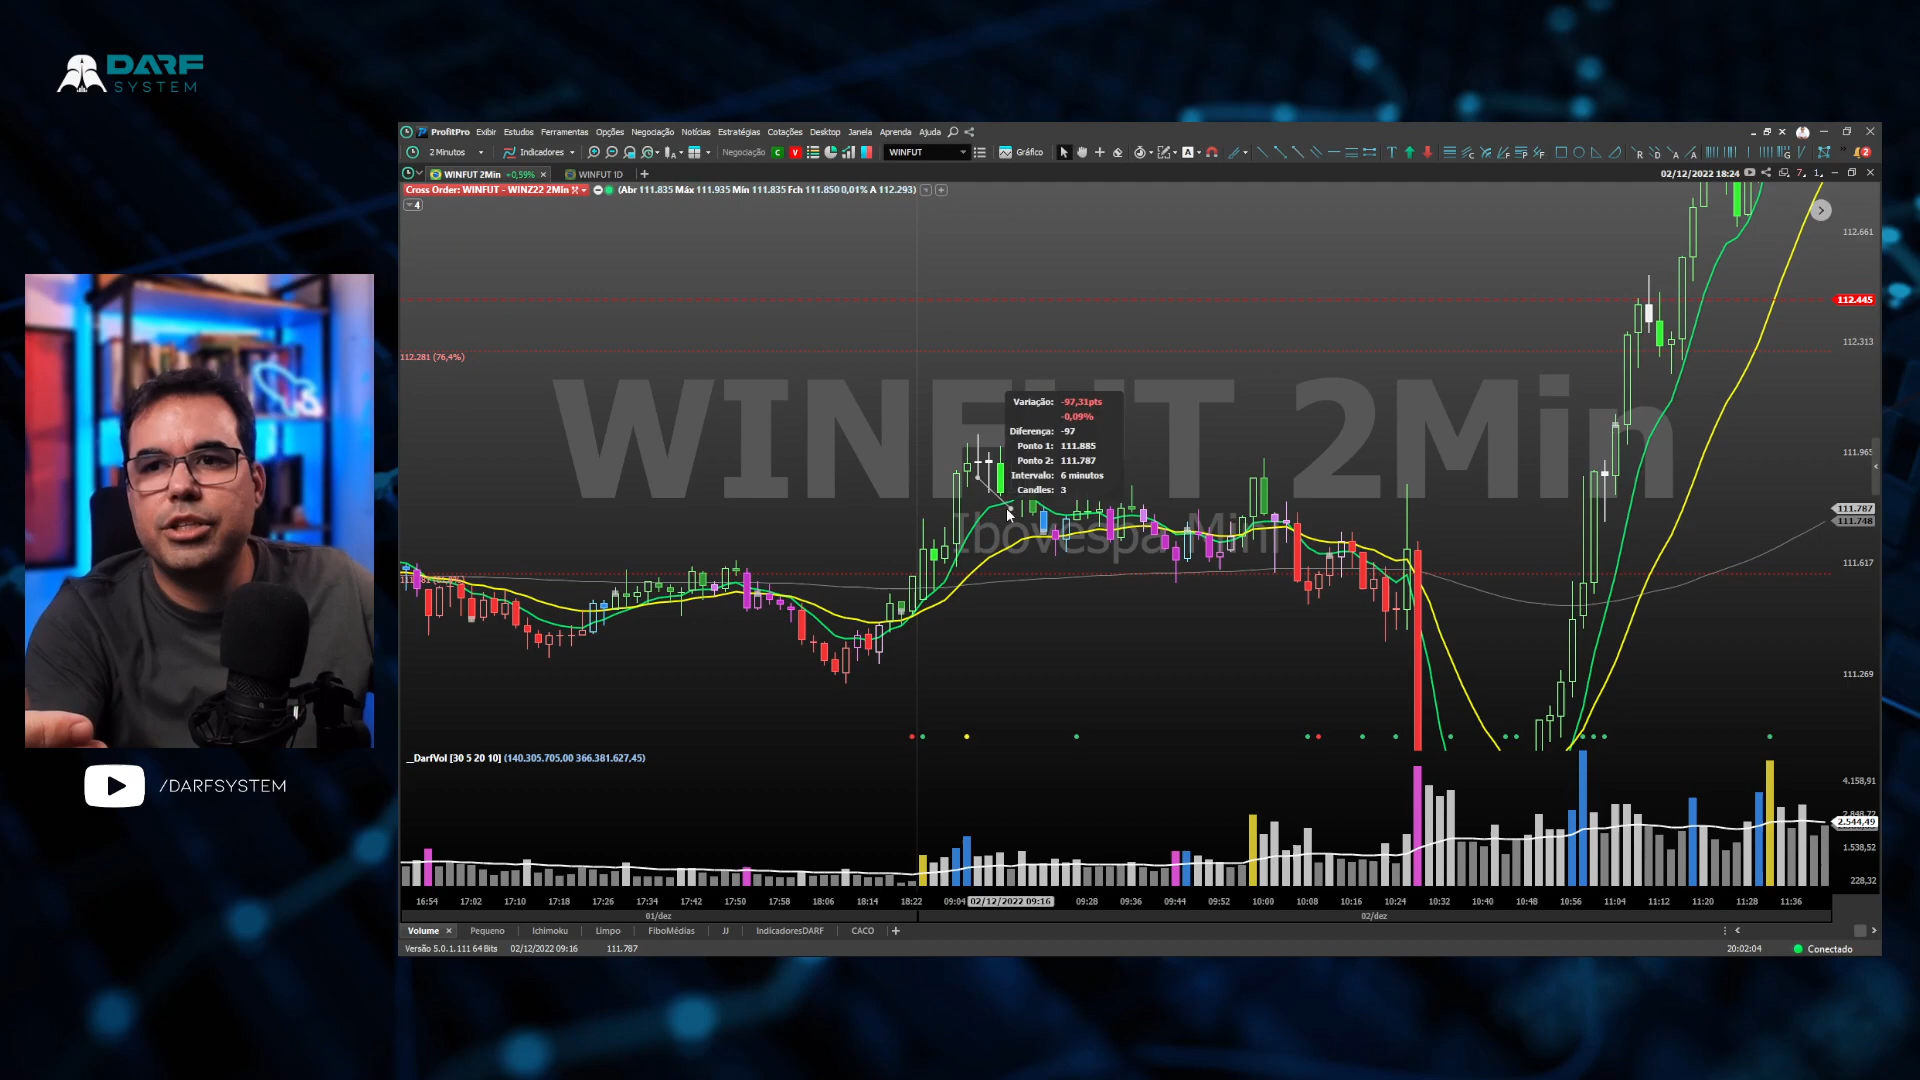 DARF
SYSTEM
ProfitPro Exibir Estudos Ferramentas Opções Negociação Notícias Estratégias Cotações Desktop Janela Aprenda Ajuda
2 Minutos Indicadores Negociação C V WINFUT Gráfico
WINFUT 2Min +0,59% WINFUT 1D
02/12/2022 18:24
Cross Order: WINFUT - WINZ22 2Min (Abr 111.835 Máx 111.935 Mín 111.835 Fch 111.850 0,01% A 112.293)
4
112.661
112.445
112.313
112.281 (76,4%)
WINFUT 2Min
Ibovespa Mini
Variação: -97,31pts
-0,09%
Diferença: -97
Ponto 1: 111.885
Ponto 2: 111.787
Intervalo: 6 minutos
Candles: 3
111.965
111.787
111.748
111.617
111.269
__DarfVol [30 5 20 10] (140.305.705,00 366.381.627,45)
4.158,91
2.544,49
1.538,52
228,32
16:54 17:02 17:10 17:18 17:26 17:34 17:42 17:50 18:06 18:14 18:22 9:04 02/12/2022 09:16 09:28 09:36 09:44 09:52 10:00 10:08 10:16 10:24 10:32 10:40 10:48 10:56 11:04 11:12 11:20 11:28 11:36
01/dez 02/dez
Volume Pequeno Ichimoku Limpo FiboMédias JJ IndicadoresDARF CACO
Versão 5.0.1.111 64 Bits 02/12/2022 09:16 111.787 20:02:04 Conectado
/DARFSYSTEM